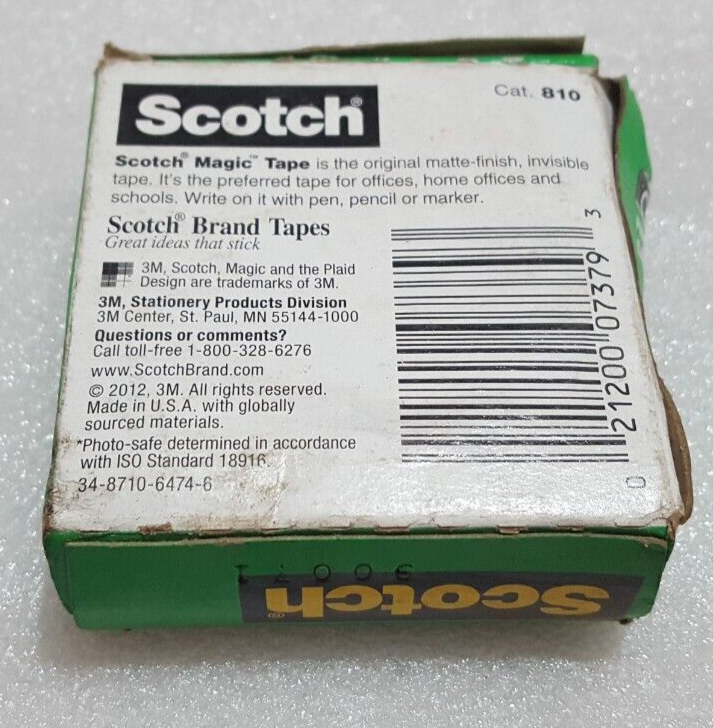 Scotch®
Cat. 810
Scotch® Magic™ Tape is the original matte-finish, invisible
tape. It's the preferred tape for offices, home offices and
schools. Write on it with pen, pencil or marker.
Scotch® Brand Tapes
Great ideas that stick
3M, Scotch, Magic and the Plaid
Design are trademarks of 3M.
3M, Stationery Products Division
3M Center, St. Paul, MN 55144-1000
Questions or comments?
Call toll-free 1-800-328-6276
www.ScotchBrand.com
© 2012, 3M. All rights reserved.
Made in U.S.A. with globally
sourced materials.
*Photo-safe determined in accordance
with ISO Standard 18916.
34-8710-6474-6
0 21200 07379 3
Scotch®